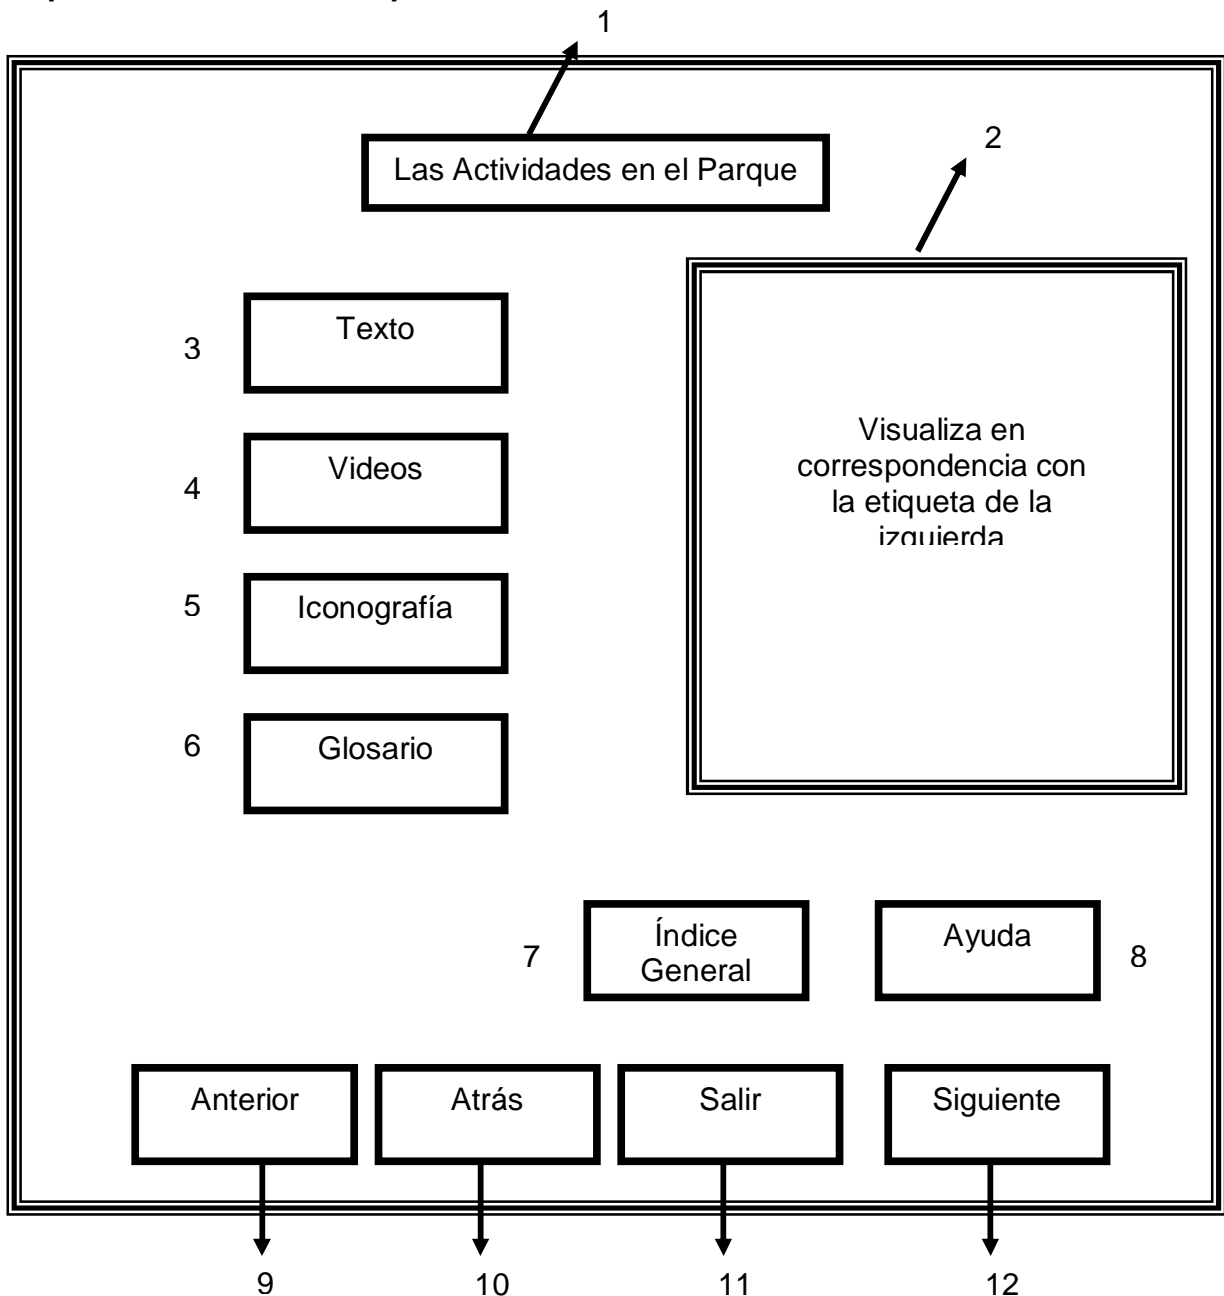 1
Las Actividades en el Parque
2
Texto
3
Visualiza en
correspondencia con
la etiqueta de la
izquierda
Videos
4
Iconografía
5
Glosario
6
Índice
General
7
Ayuda
8
Anterior
Atrás
Salir
Siguiente
9
10
11
12